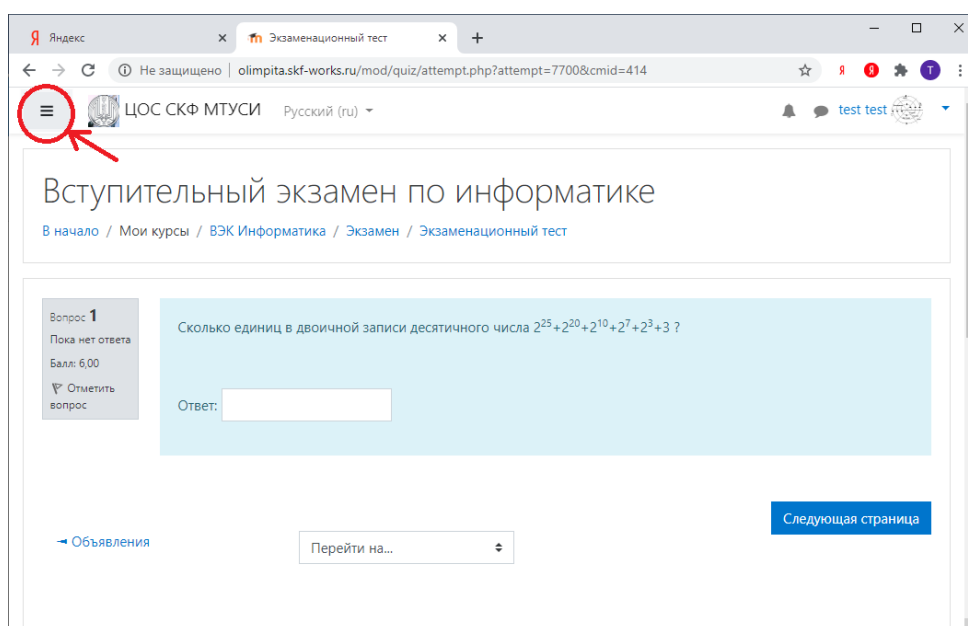 Я Яндекс
Экзаменационный тест
Не защищено olimpita.skf-works.ru/mod/quiz/attempt.php?attempt=7700&cmid=414
Я Я T
ЦОС СКФ МТУСИ Русский (ru) test test
Вступительный экзамен по информатике
В начало / Мои курсы / ВЭК Информатика / Экзамен / Экзаменационный тест
Вопрос 1
Пока нет ответа
Балл: 6,00
Отметить
вопрос
Сколько единиц в двоичной записи десятичного числа 2²⁵+2²⁰+2¹⁰+2⁷+2³+3 ?
Ответ:
Следующая страница
◄ Объявления
Перейти на...